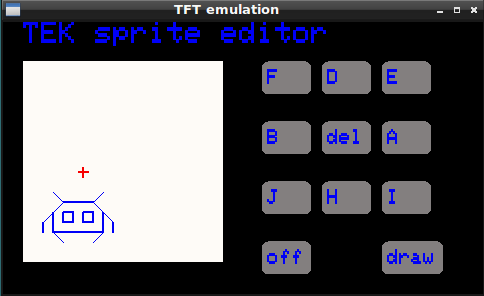 TFT emulation
TEK sprite editor
F D E
B del A
J H I
off draw